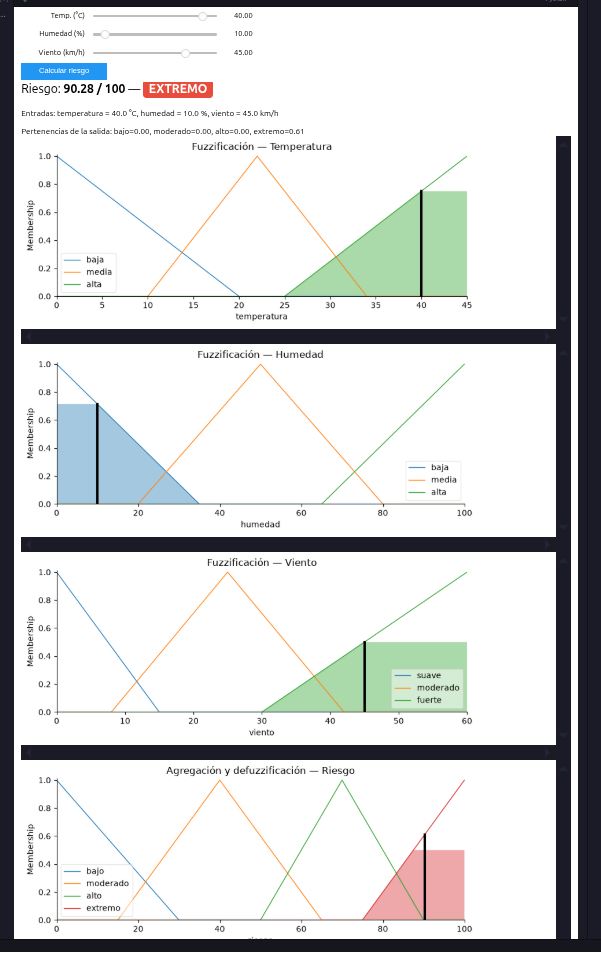 Temp. (°C) 40.00
Humedad (%) 10.00
Viento (km/h) 45.00
Calcular riesgo
Riesgo: 90.28 / 100 — EXTREMO
Entradas: temperatura = 40.0 °C, humedad = 10.0 %, viento = 45.0 km/h
Pertenencias de la salida: bajo=0.00, moderado=0.00, alto=0.00, extremo=0.61
Fuzzificación — Temperatura
1.0
0.8
0.6
0.4
0.2
0.0
Membership
baja
media
alta
0 5 10 15 20 25 30 35 40 45
temperatura
Fuzzificación — Humedad
1.0
0.8
0.6
0.4
0.2
0.0
Membership
baja
media
alta
0 20 40 60 80 100
humedad
Fuzzificación — Viento
1.0
0.8
0.6
0.4
0.2
0.0
Membership
suave
moderado
fuerte
0 10 20 30 40 50 60
viento
Agregación y defuzzificación — Riesgo
1.0
0.8
0.6
0.4
0.2
0.0
Membership
bajo
moderado
alto
extremo
0 20 40 60 80 100